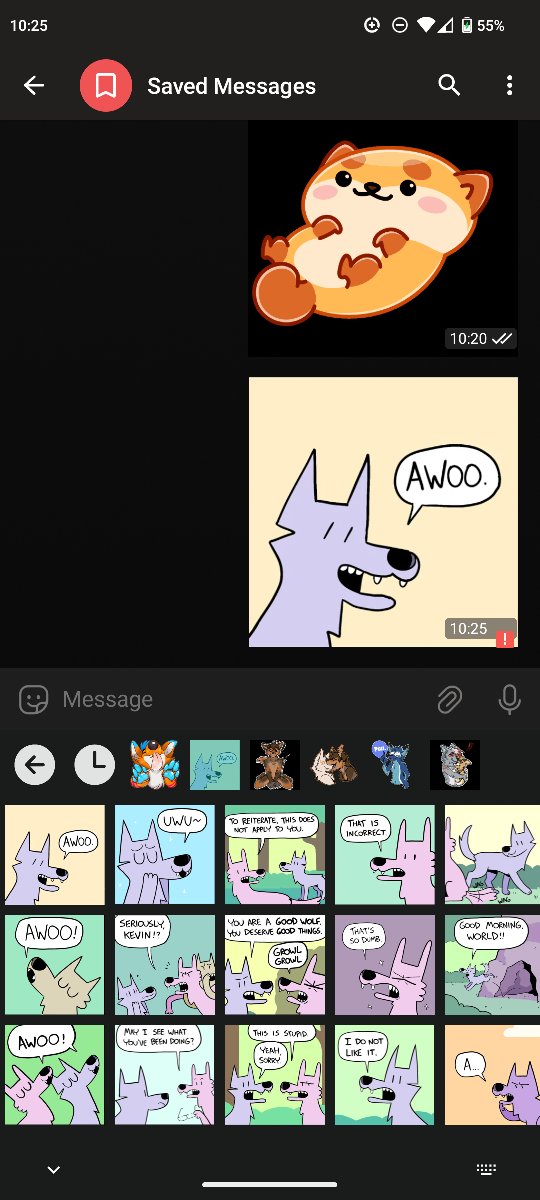 10:25
55%
Saved Messages
10:20
AWOO.
10:25
!
Message
AWOO.
AWOO.
UWU~
TO REITERATE, THIS DOES
NOT APPLY TO YOU.
THAT IS
INCORRECT.
AWOO!
SERIOUSLY,
KEVIN!?
YOU ARE A GOOD WOLF.
YOU DESERVE GOOD THINGS.
GROWL
GROWL
THAT'S
SO DUMB.
GOOD MORNING,
WORLD!!
AWOO!
MAY I SEE WHAT
YOU'VE BEEN DOING?
THIS IS STUPID.
YEAH,
SORRY.
I DO NOT
LIKE IT.
A...